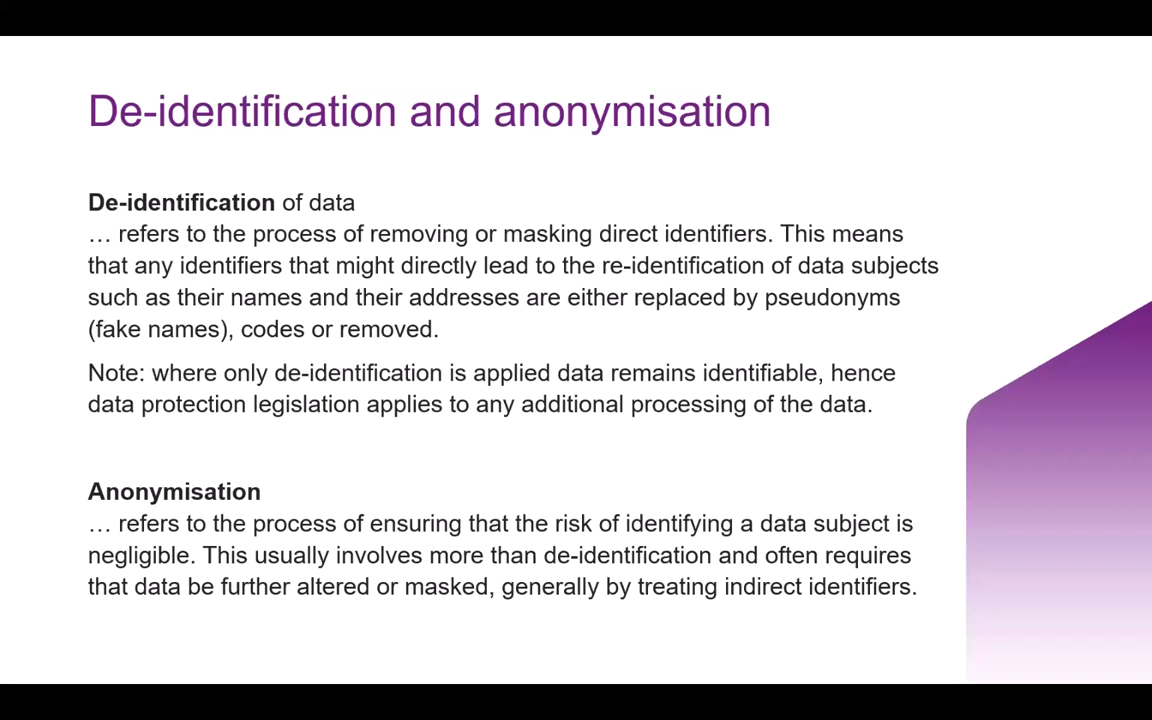 De-identification and anonymisation
De-identification of data
… refers to the process of removing or masking direct identifiers. This means
that any identifiers that might directly lead to the re-identification of data subjects
such as their names and their addresses are either replaced by pseudonyms
(fake names), codes or removed.
Note: where only de-identification is applied data remains identifiable, hence
data protection legislation applies to any additional processing of the data.
Anonymisation
… refers to the process of ensuring that the risk of identifying a data subject is
negligible. This usually involves more than de-identification and often requires
that data be further altered or masked, generally by treating indirect identifiers.